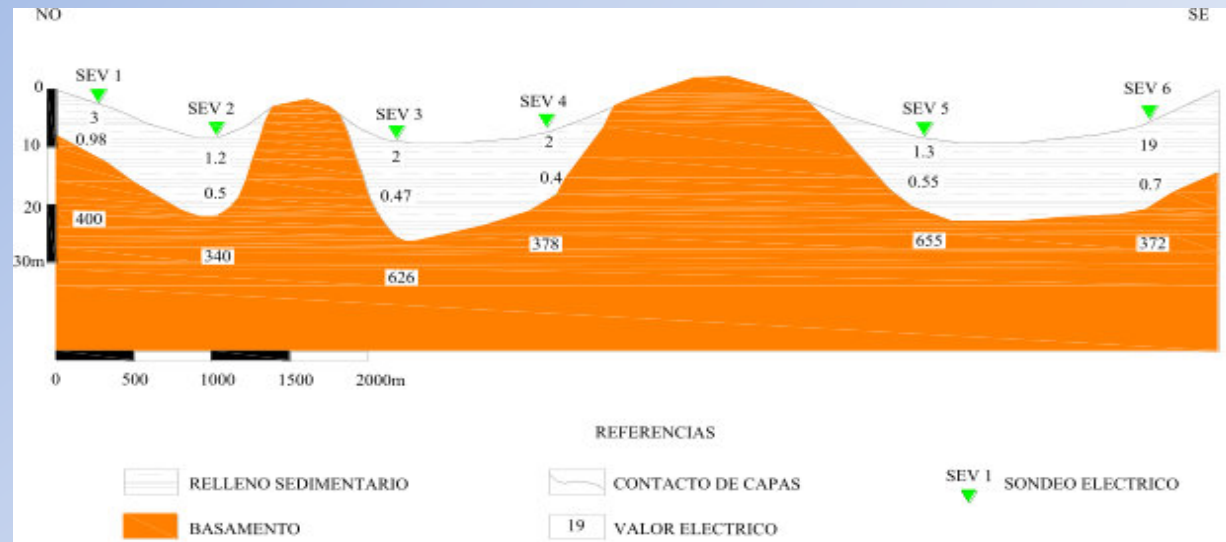 NO SE
SEV 1
SEV 2
SEV 3
SEV 4
SEV 5
SEV 6
0
10
20
30m
3
0.98
400
1.2
0.5
340
2
0.47
626
2
0.4
378
1.3
0.55
655
19
0.7
372
0 500 1000 1500 2000m
REFERENCIAS
RELLENO SEDIMENTARIO
CONTACTO DE CAPAS
SEV 1 SONDEO ELECTRICO
BASAMENTO
19 VALOR ELECTRICO